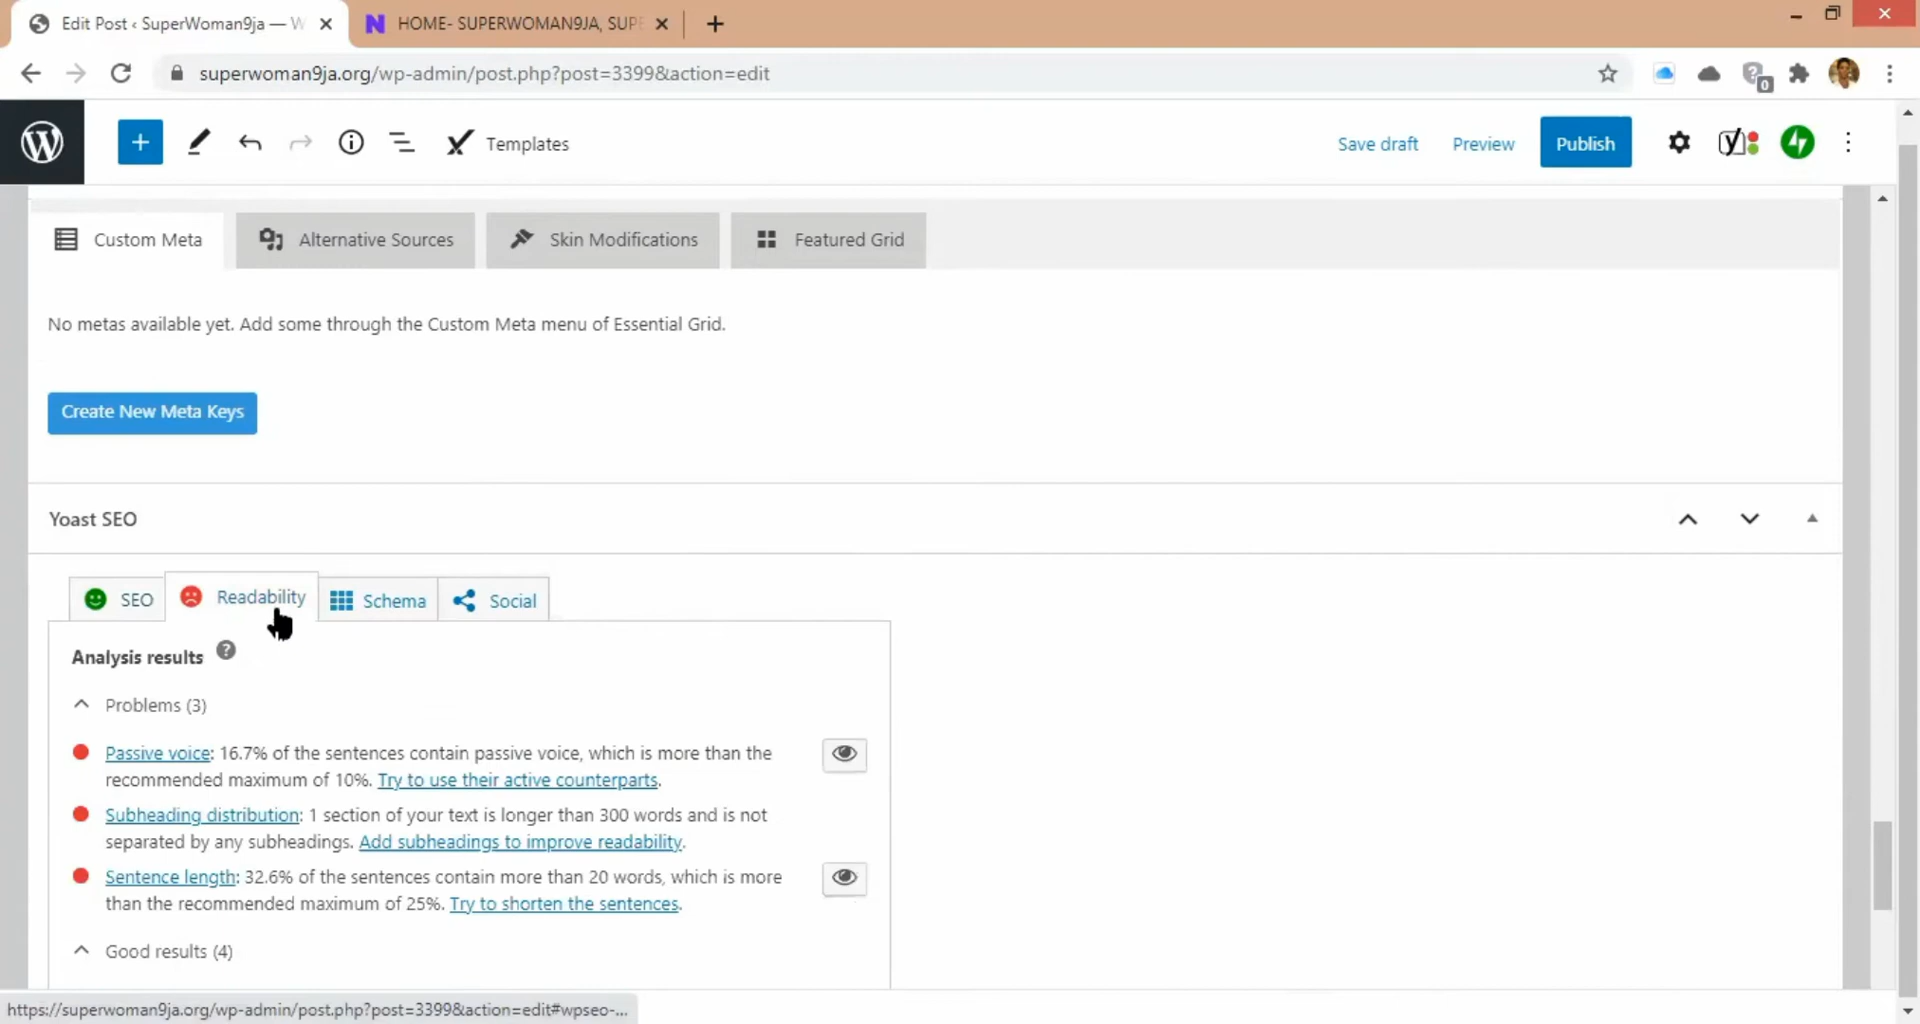 Edit Post ‹ SuperWoman9ja — W
HOME- SUPERWOMAN9JA, SUPE
superwoman9ja.org/wp-admin/post.php?post=3399&action=edit
0
Templates
Save draft
Preview
Publish
Custom Meta
Alternative Sources
Skin Modifications
Featured Grid
No metas available yet. Add some through the Custom Meta menu of Essential Grid.
Create New Meta Keys
Yoast SEO
SEO
Readability
Schema
Social
Analysis results
Problems (3)
Passive voice: 16.7% of the sentences contain passive voice, which is more than the
recommended maximum of 10%. Try to use their active counterparts.
Subheading distribution: 1 section of your text is longer than 300 words and is not
separated by any subheadings. Add subheadings to improve readability.
Sentence length: 32.6% of the sentences contain more than 20 words, which is more
than the recommended maximum of 25%. Try to shorten the sentences.
Good results (4)
https://superwoman9ja.org/wp-admin/post.php?post=3399&action=edit#wpseo-...